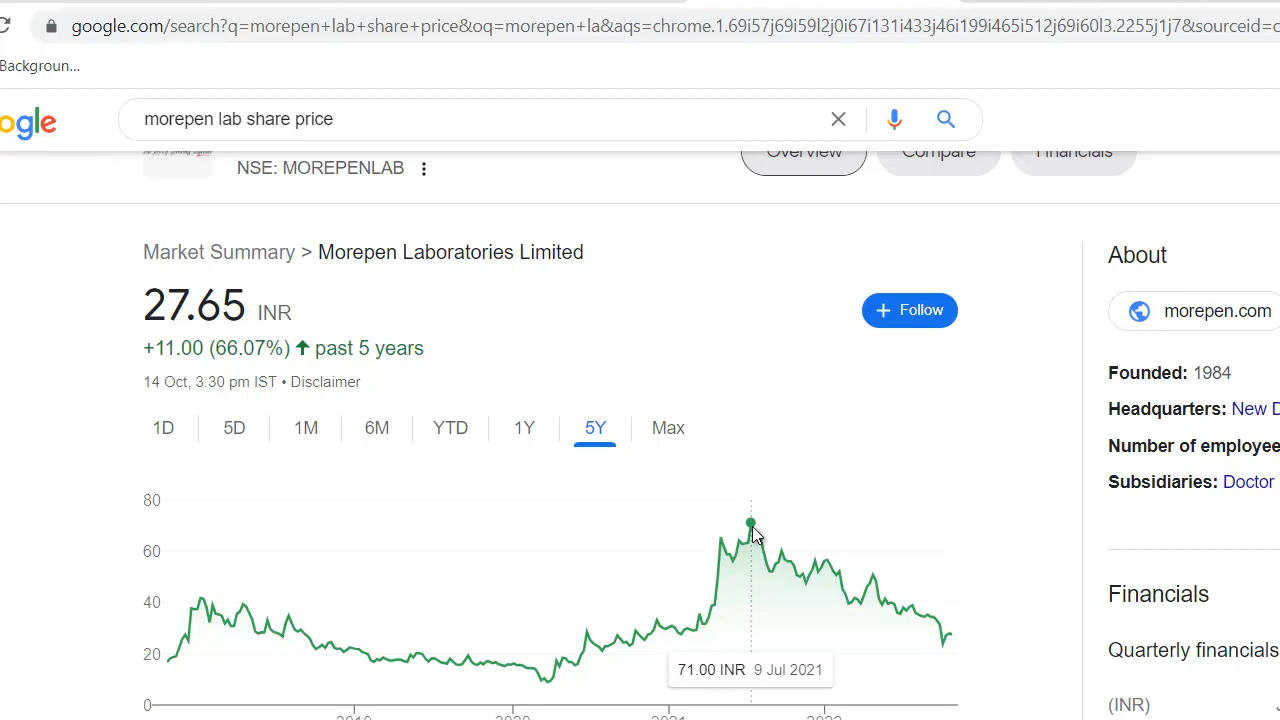 google.com/search?q=morepen+lab+share+price&oq=morepen+la&aqs=chrome.1.69i57j69i59l2j0i67i131i433j46i199i465i512j69i60l3.2255j1j7&sourceid=c
Backgroun...
ogle
morepen lab share price
NSE: MOREPENLAB
Overview
Compare
Financials
Market Summary > Morepen Laboratories Limited
27.65 INR
+ Follow
+11.00 (66.07%) ↑ past 5 years
14 Oct, 3:30 pm IST • Disclaimer
1D 5D 1M 6M YTD 1Y 5Y Max
80
60
40
20
0
71.00 INR 9 Jul 2021
2019 2020 2021 2022
About
morepen.com
Founded: 1984
Headquarters: New D
Number of employee
Subsidiaries: Doctor
Financials
Quarterly financials
(INR)